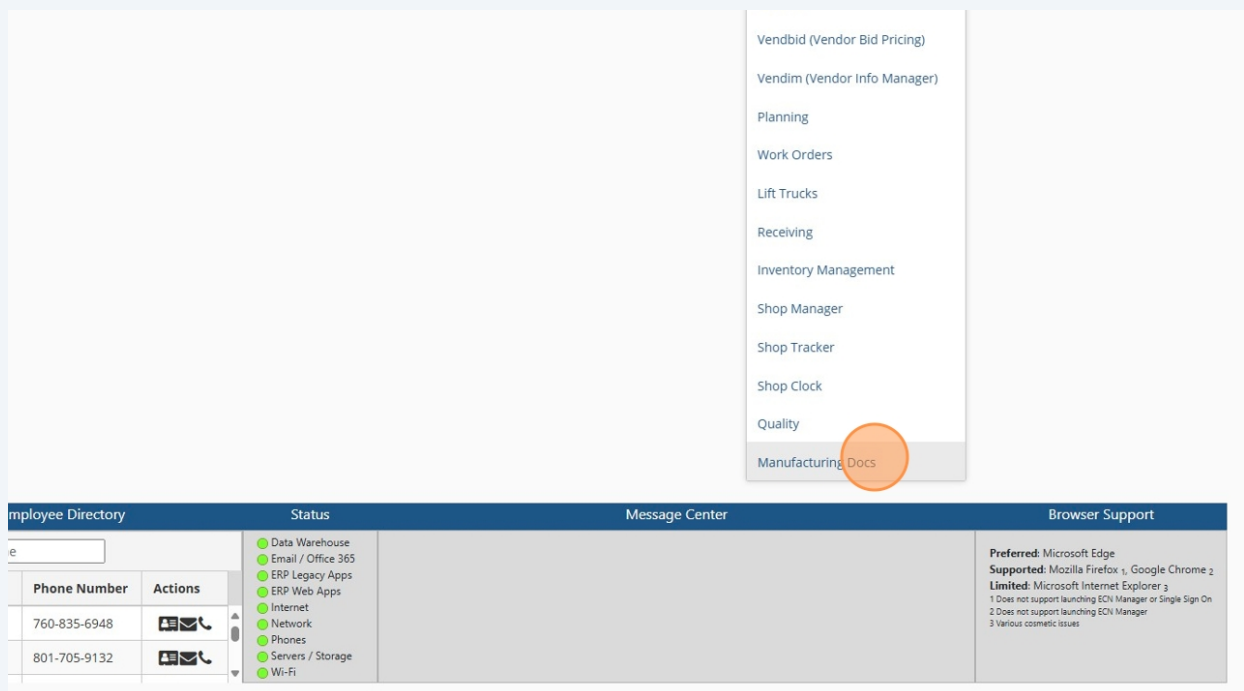 Vendbid (Vendor Bid Pricing)
Vendim (Vendor Info Manager)
Planning
Work Orders
Lift Trucks
Receiving
Inventory Management
Shop Manager
Shop Tracker
Shop Clock
Quality
Manufacturing Docs
mployee Directory
e
Phone Number Actions
760-835-6948
801-705-9132
Status
Data Warehouse
Email / Office 365
ERP Legacy Apps
ERP Web Apps
Internet
Network
Phones
Servers / Storage
Wi-Fi
Message Center
Browser Support
Preferred: Microsoft Edge
Supported: Mozilla Firefox 1, Google Chrome 2
Limited: Microsoft Internet Explorer 3
1 Does not support launching ECN Manager or Single Sign On
2 Does not support launching ECN Manager
3 Various cosmetic issues